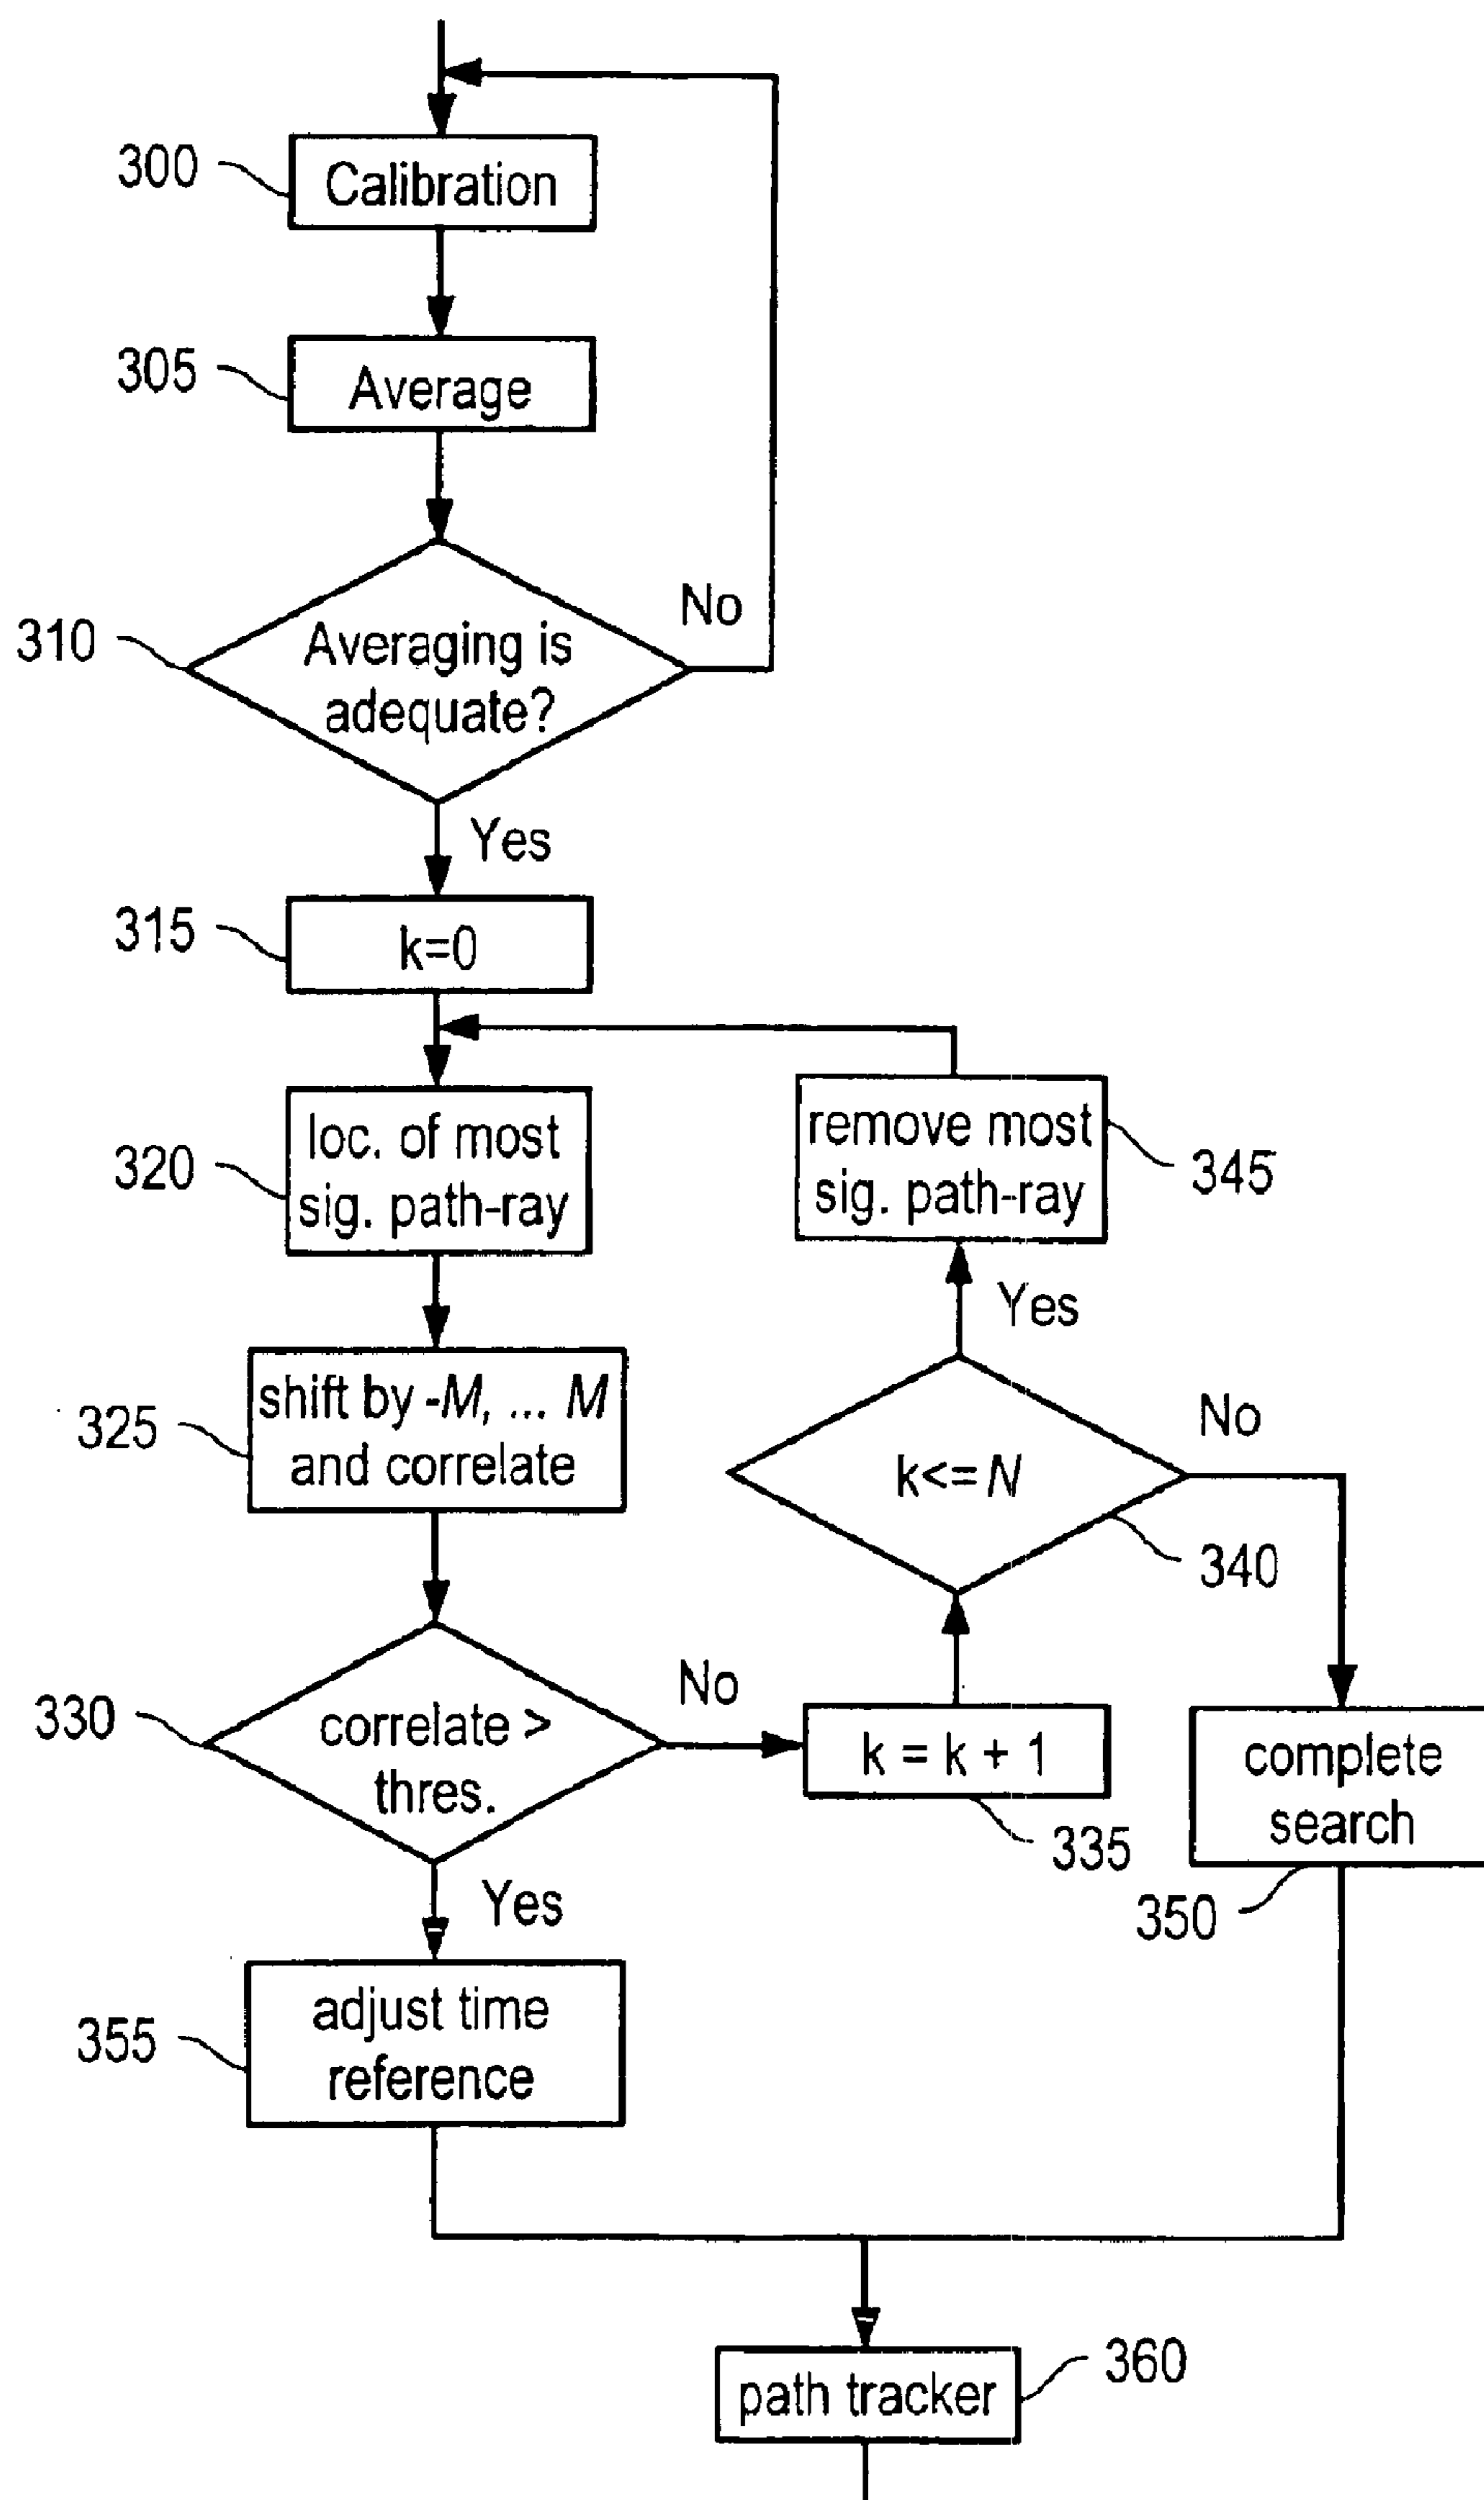 300
Calibration
305
Average
310
Averaging is
adequate?
No
Yes
315
k=0
320
loc. of most
sig. path-ray
remove most
sig. path-ray
345
Yes
325
shift by -M, ... M
and correlate
k<=N
No
340
330
correlate >
thres.
No
k = k + 1
335
complete
search
350
Yes
355
adjust time
reference
path tracker
360